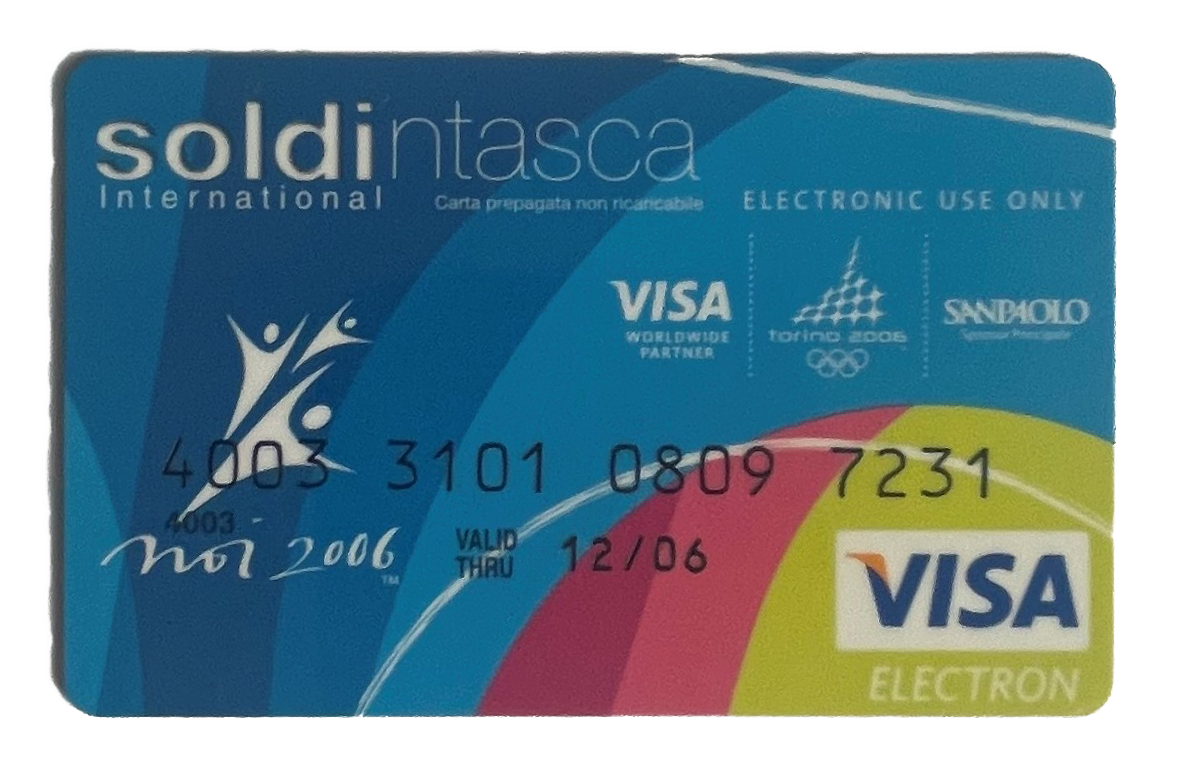 soldintasca
International Carta prepagata non ricaricabile
ELECTRONIC USE ONLY
VISA
WORLDWIDE
PARTNER
torino 2006
SANPAOLO
4003 3101 0809 7231
4003
noi 2006 ™
VALID
THRU
12/06
VISA
ELECTRON